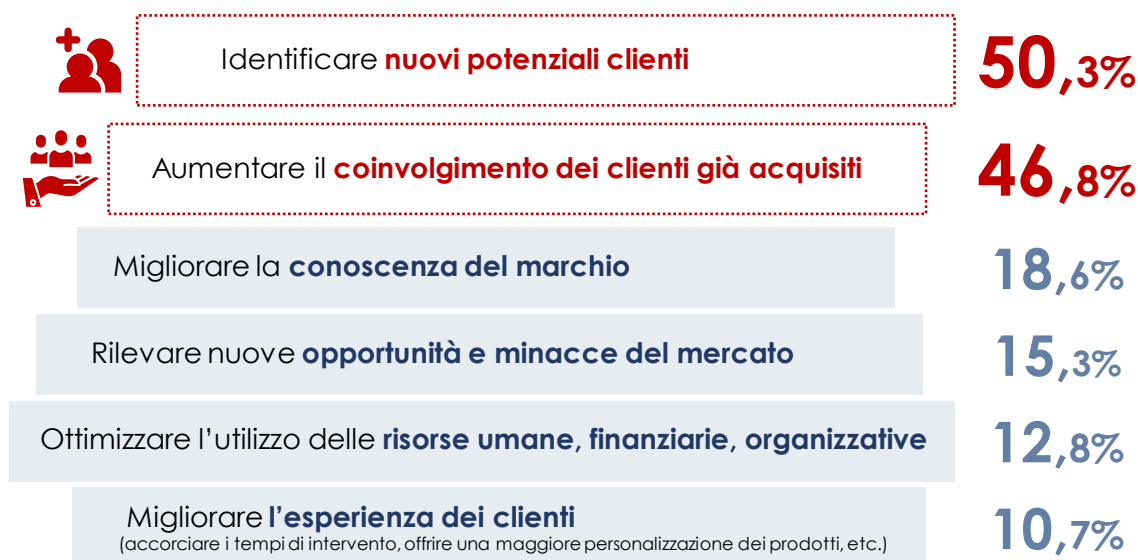 Identificare nuovi potenziali clienti 50,3%
Aumentare il coinvolgimento dei clienti già acquisiti 46,8%
Migliorare la conoscenza del marchio 18,6%
Rilevare nuove opportunità e minacce del mercato 15,3%
Ottimizzare l'utilizzo delle risorse umane, finanziarie, organizzative 12,8%
Migliorare l'esperienza dei clienti 10,7%
(accorciare i tempi di intervento, offrire una maggiore personalizzazione dei prodotti, etc.)